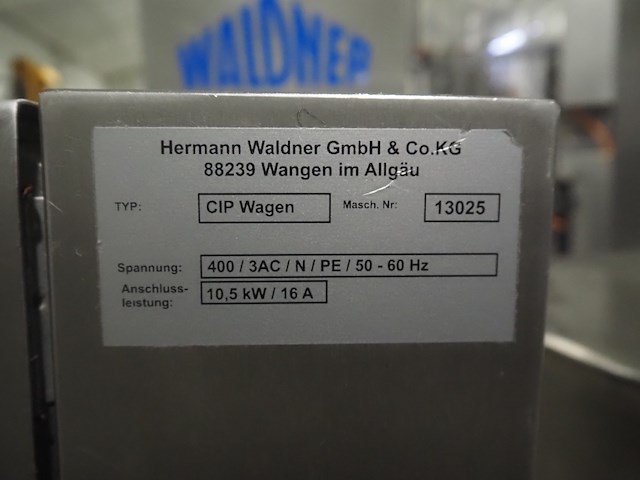 WALDNER
Hermann Waldner GmbH & Co.KG
88239 Wangen im Allgäu
TYP: CIP Wagen Masch. Nr: 13025
Spannung: 400 / 3AC / N / PE / 50 - 60 Hz
Anschluss-
leistung: 10,5 kW / 16 A